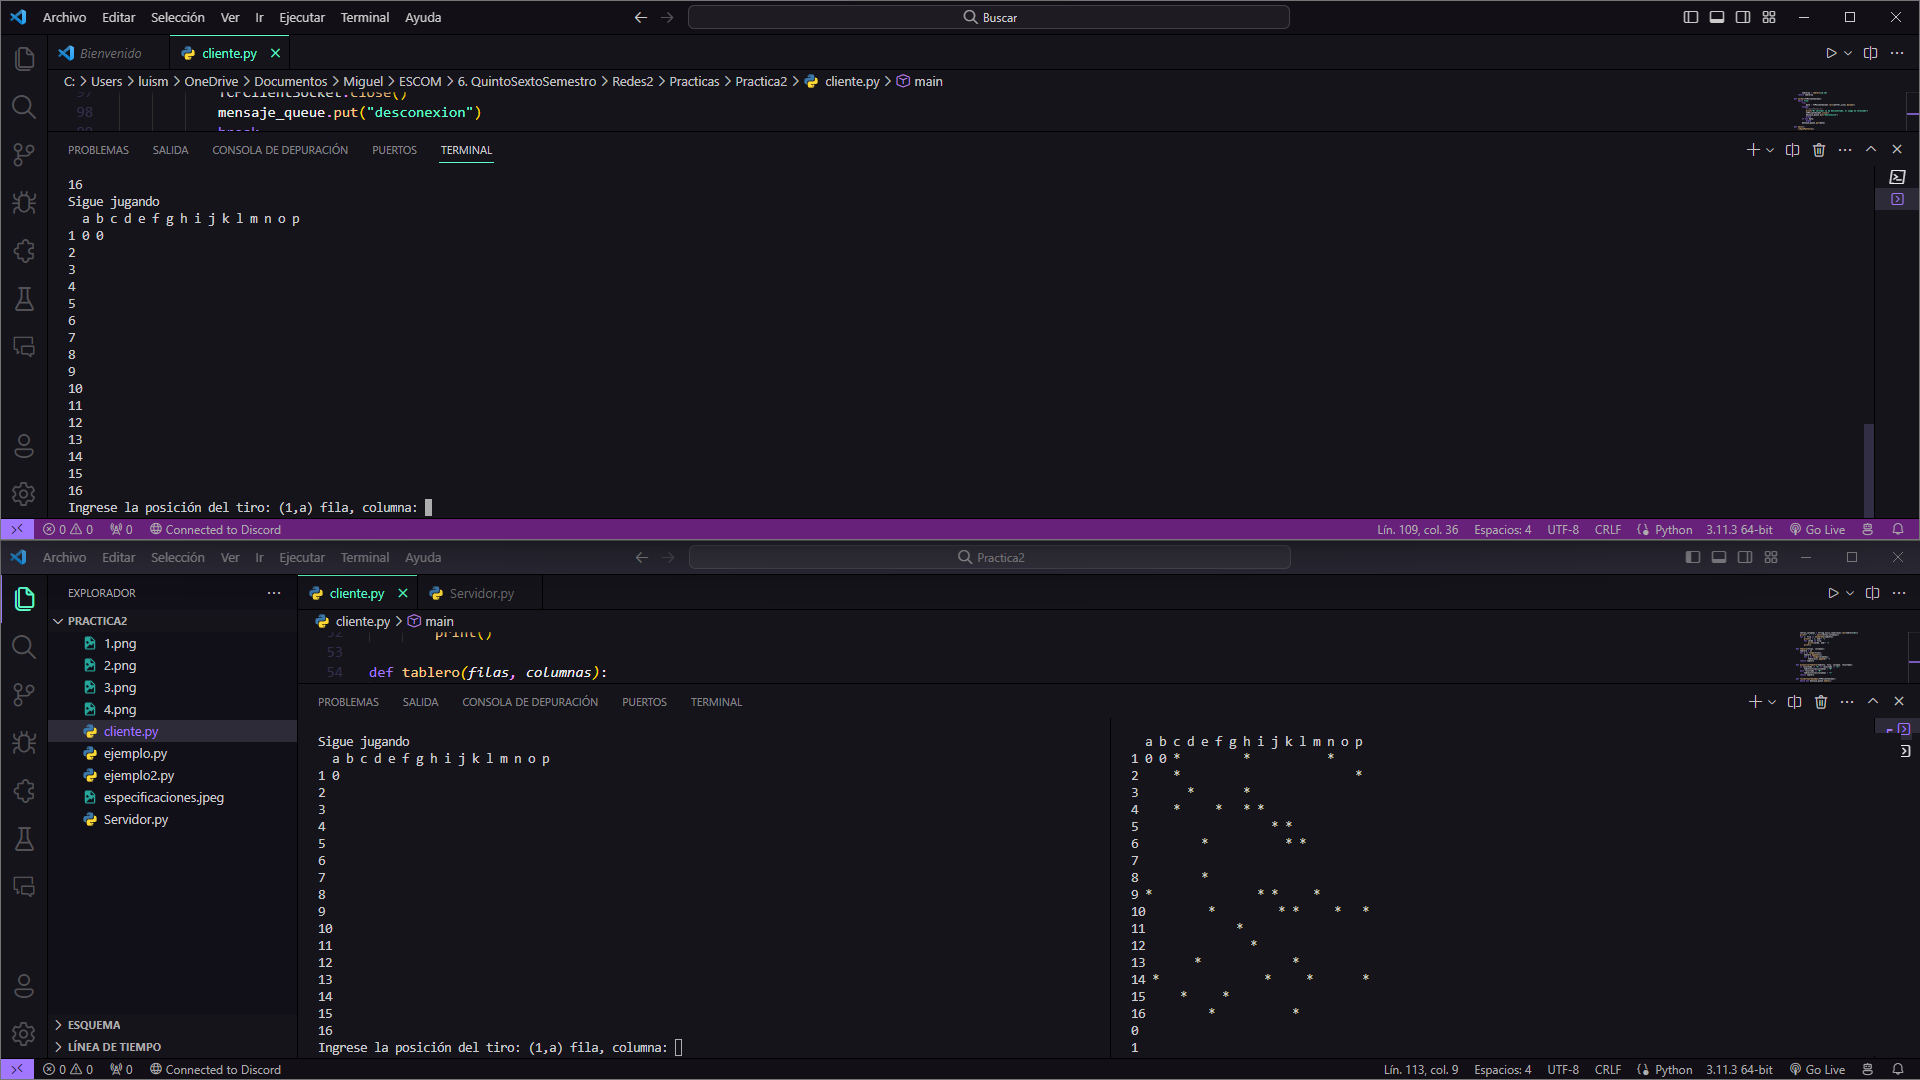 Archivo Editar Selección Ver Ir Ejecutar Terminal Ayuda Buscar
Bienvenido cliente.py
C: > Users > luism > OneDrive > Documentos > Miguel > ESCOM > 6. QuintoSextoSemestro > Redes2 > Practicas > Practica2 > cliente.py > main
97 TCPClientSocket.close()
98 mensaje_queue.put("desconexion")
99 break
PROBLEMAS SALIDA CONSOLA DE DEPURACIÓN PUERTOS TERMINAL
16
Sigue jugando
a b c d e f g h i j k l m n o p
1 0 0
2
3
4
5
6
7
8
9
10
11
12
13
14
15
16
Ingrese la posición del tiro: (1,a) fila, columna:
0 0 0 Connected to Discord Lín. 109, col. 36 Espacios: 4 UTF-8 CRLF Python 3.11.3 64-bit Go Live
Archivo Editar Selección Ver Ir Ejecutar Terminal Ayuda Practica2
EXPLORADOR
PRACTICA2
1.png
2.png
3.png
4.png
cliente.py
ejemplo.py
ejemplo2.py
especificaciones.jpeg
Servidor.py
ESQUEMA
LÍNEA DE TIEMPO
cliente.py Servidor.py
cliente.py > main
52 print()
53
54 def tablero(filas, columnas):
PROBLEMAS SALIDA CONSOLA DE DEPURACIÓN PUERTOS TERMINAL
Sigue jugando
a b c d e f g h i j k l m n o p
1 0
2
3
4
5
6
7
8
9
10
11
12
13
14
15
16
Ingrese la posición del tiro: (1,a) fila, columna:
a b c d e f g h i j k l m n o p
1 0 0 * * *
2 * *
3 * *
4 * * * *
5 * *
6 * * *
7
8 *
9 * * * *
10 * * * * *
11 *
12 *
13 * *
14 * * * *
15 * *
16 * *
0
1
0 0 0 Connected to Discord Lín. 113, col. 9 Espacios: 4 UTF-8 CRLF Python 3.11.3 64-bit Go Live